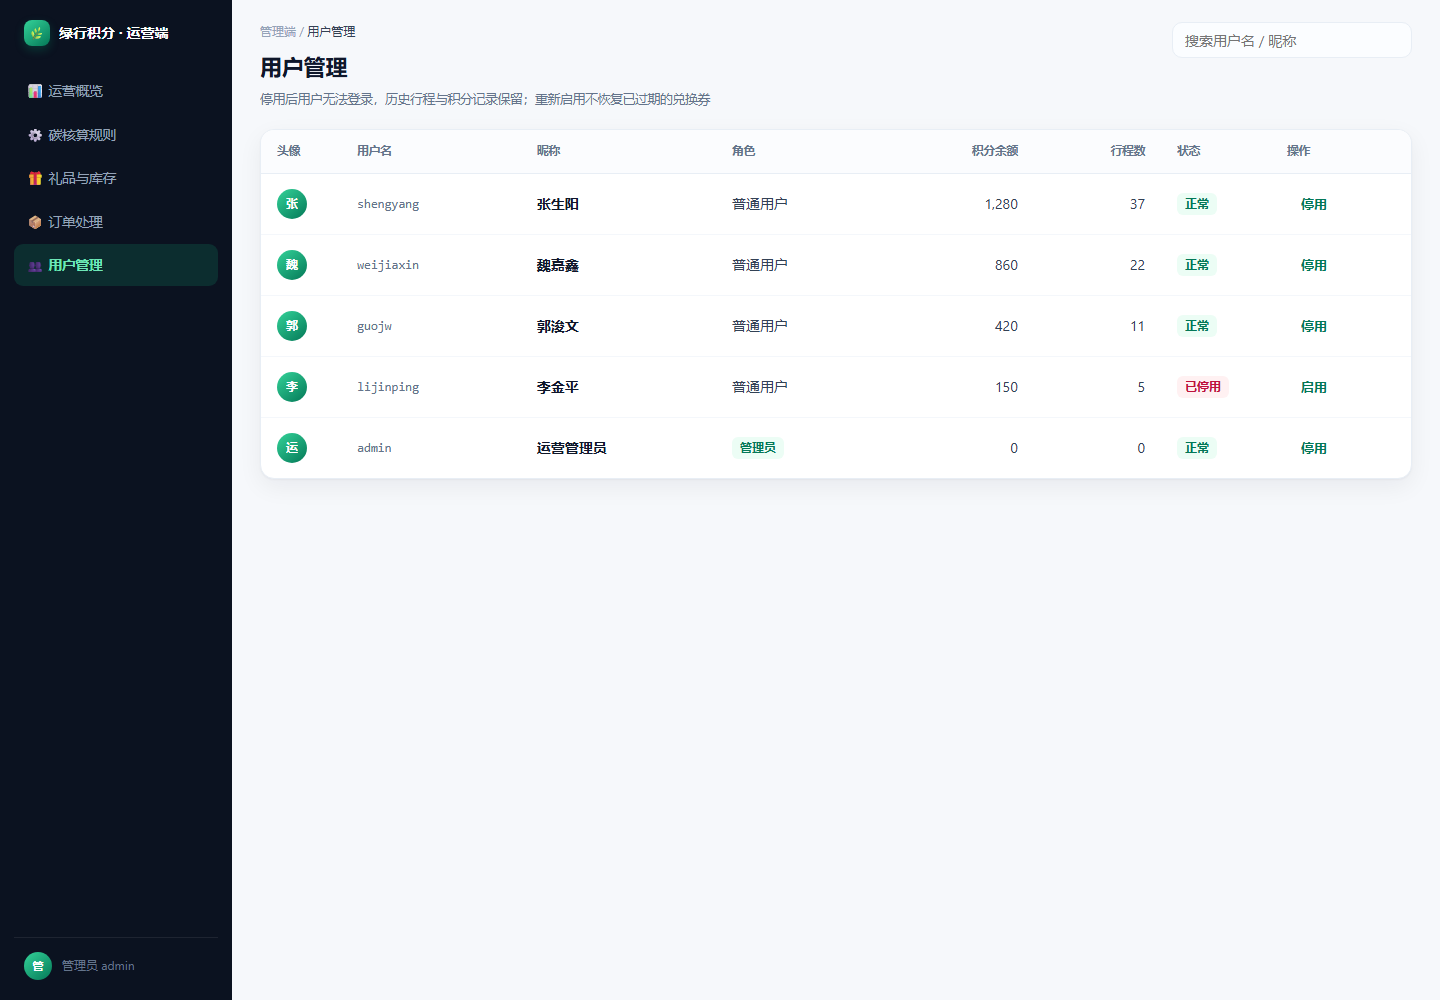 绿行积分 · 运营端
运营概览
碳核算规则
礼品与库存
订单处理
用户管理
管 管理员 admin
管理端 / 用户管理
搜索用户名 / 昵称
用户管理
停用后用户无法登录，历史行程与积分记录保留；重新启用不恢复已过期的兑换券
头像 用户名 昵称 角色 积分余额 行程数 状态 操作
张 shengyang 张生阳 普通用户 1,280 37 正常 停用
魏 weijiaxin 魏嘉鑫 普通用户 860 22 正常 停用
郭 guojw 郭浚文 普通用户 420 11 正常 停用
李 lijinping 李金平 普通用户 150 5 已停用 启用
运 admin 运营管理员 管理员 0 0 正常 停用